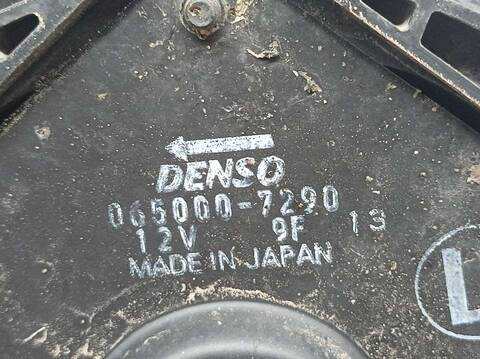 DENSO
065000-7290
12V 9F 13
MADE IN JAPAN
L